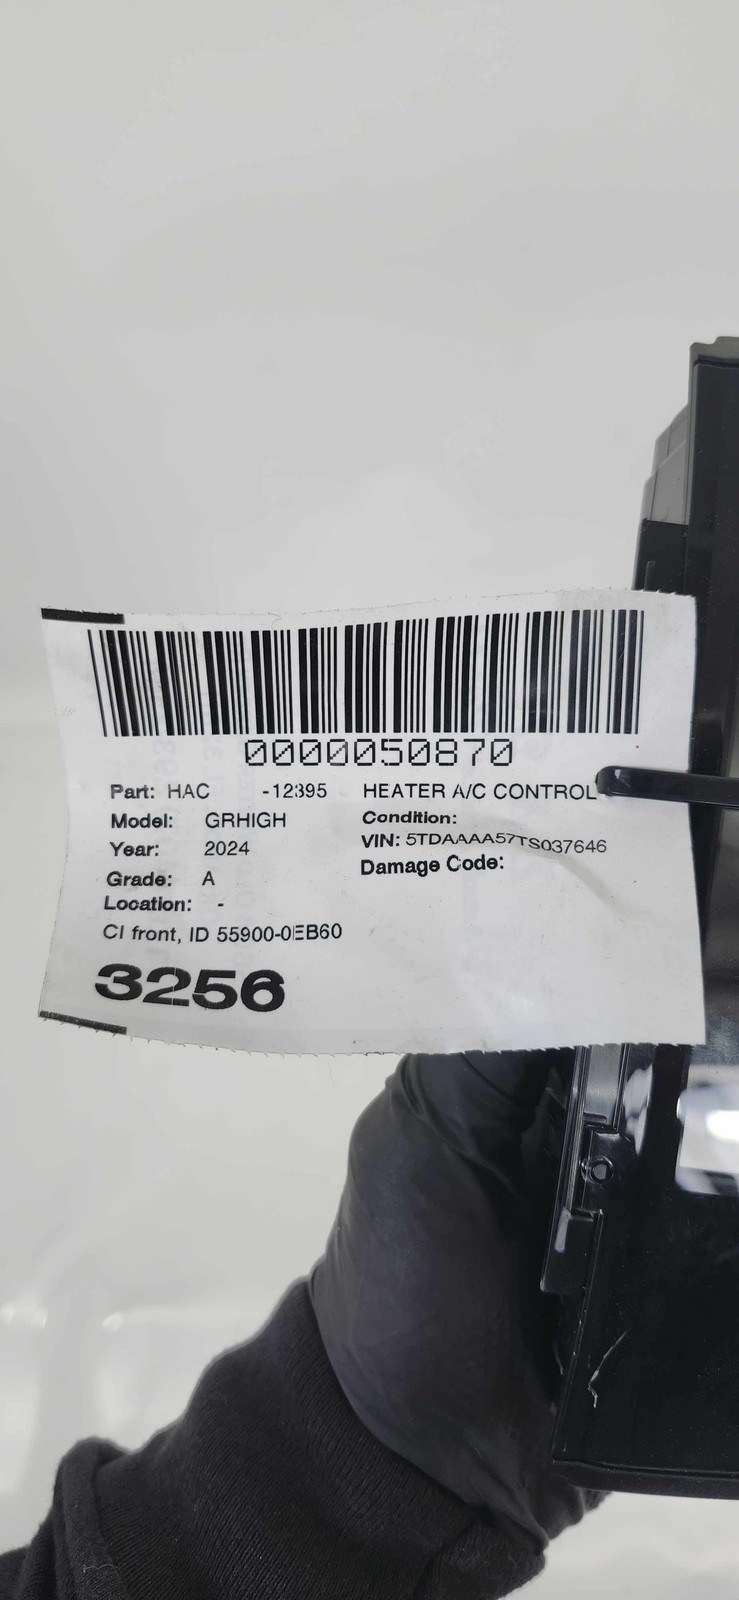 0000050870
Part: HAC -12395 HEATER A/C CONTROL
Model: GRHIGH Condition:
Year: 2024 VIN: 5TDAAAA57TS037646
Grade: A Damage Code:
Location: -
CI front, ID 55900-0EB60
3256